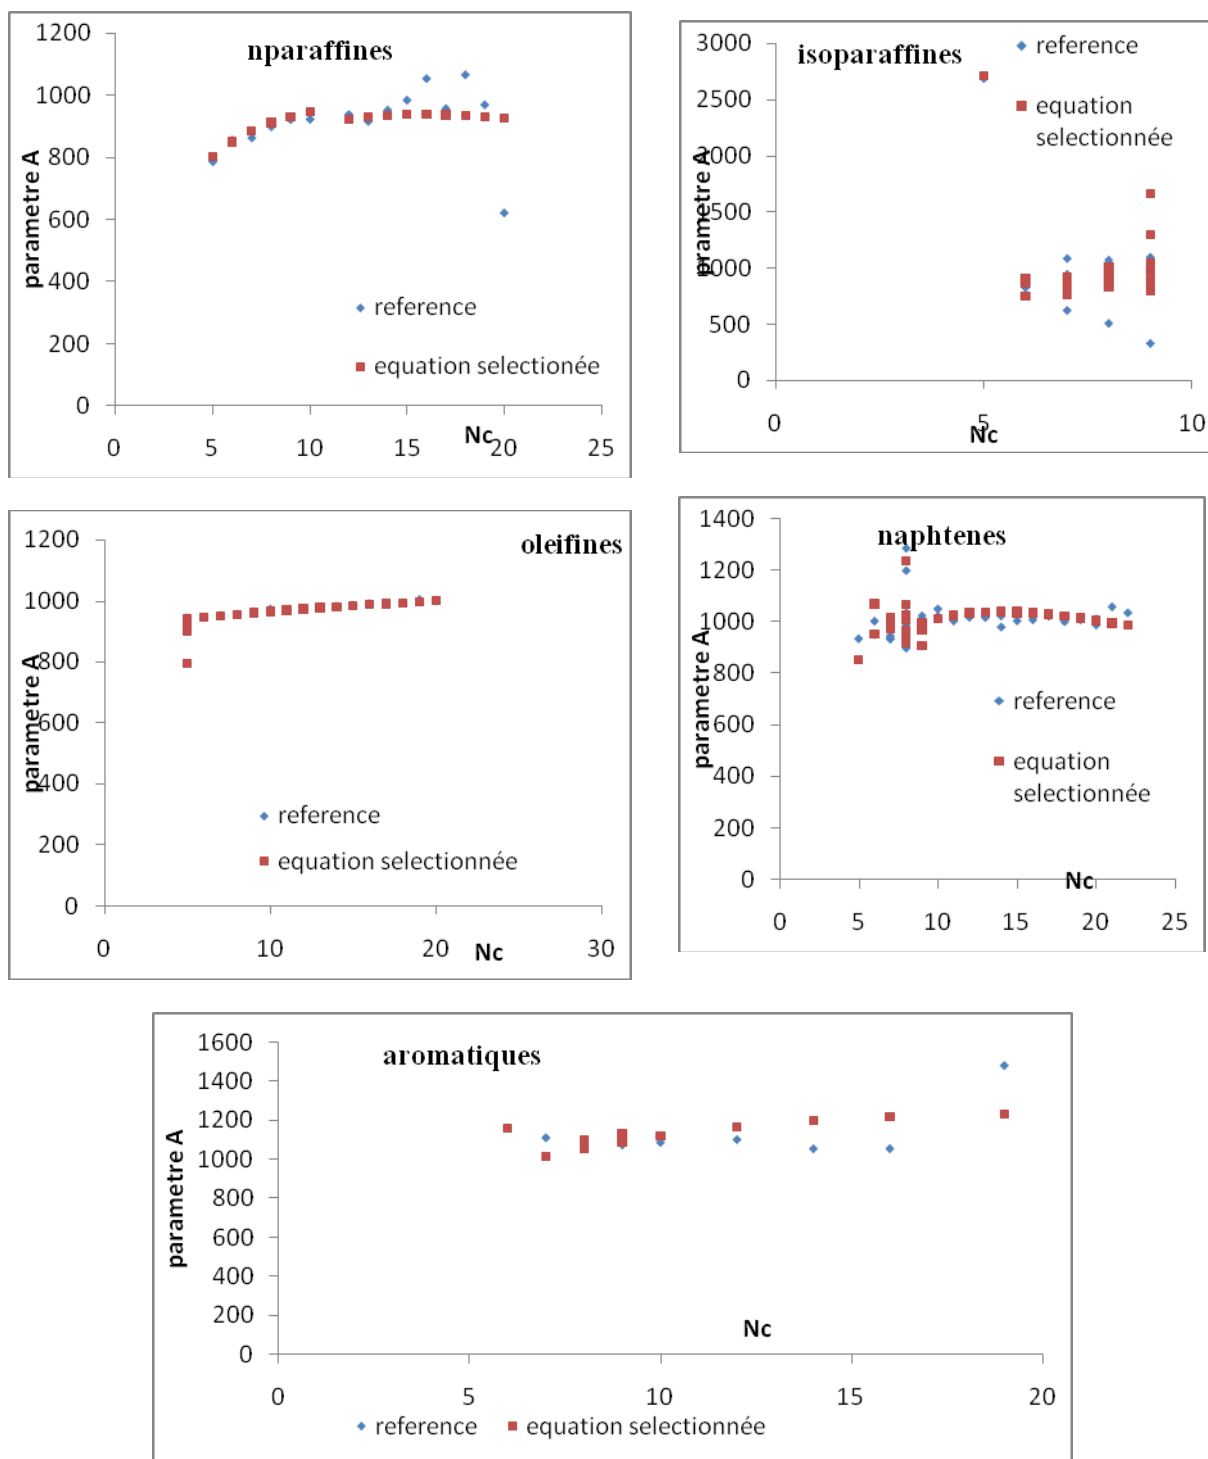 nparaffines
1200
1000
800
600
400
200
0
parametre A
reference
equation selectionée
0 5 10 15 20 25
Nc
isoparaffines
reference
equation
selectionnée
3000
2500
2000
1500
1000
500
0
prametre A
0 5 10
Nc
oleifines
1200
1000
800
600
400
200
0
parametre A
reference
equation selectionnée
0 10 20 30
Nc
naphtenes
1400
1200
1000
800
600
400
200
0
parametre A
reference
equation
selectionnée
Nc
0 5 10 15 20 25
aromatiques
1600
1400
1200
1000
800
600
400
200
0
parametre A
Nc
0 5 10 15 20
reference equation selectionnée